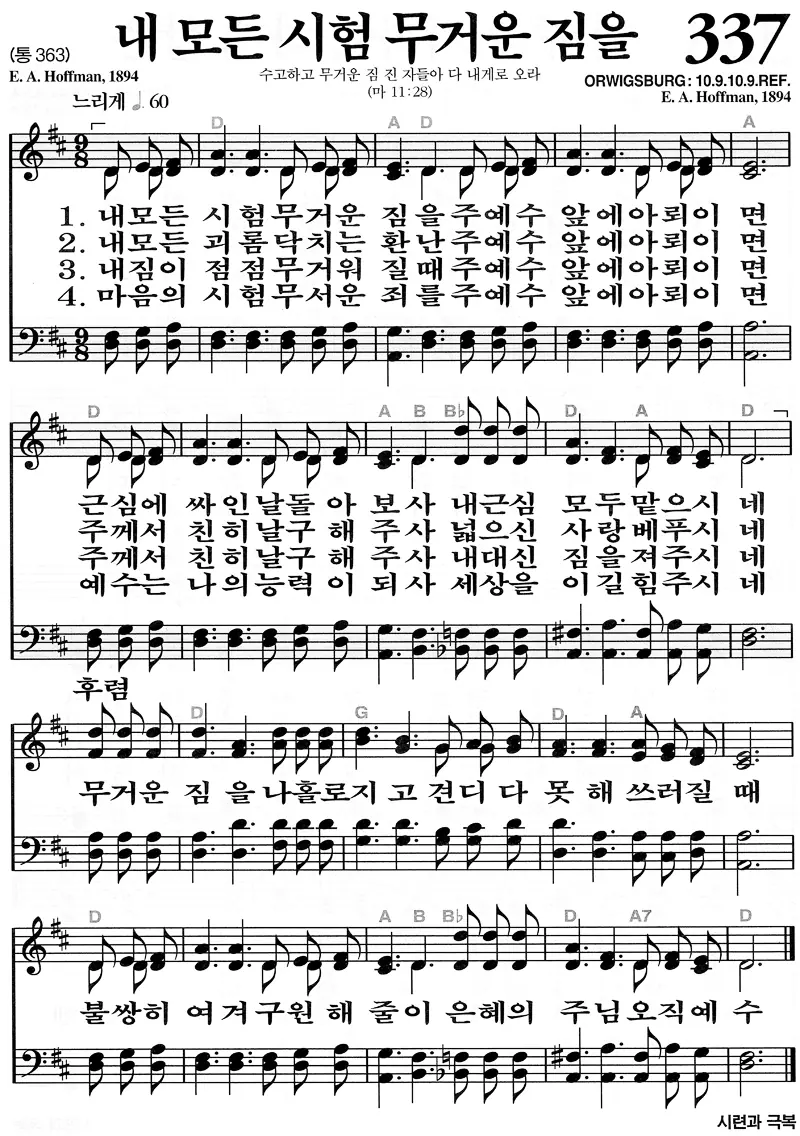 (통 363) 내 모든 시험 무거운 짐을 337
E. A. Hoffman, 1894 수고하고 무거운 짐 진 자들아 다 내게로 오라 ORWIGSBURG: 10.9.10.9.REF.
(마 11:28) E. A. Hoffman, 1894
느리게 ♩. 60
D A D A
9/8
1. 내모든 시험무거운 짐을주예수 앞에아뢰이 면
2. 내모든 괴롬닥치는 환난주예수 앞에아뢰이 면
3. 내짐이 점점무거워 질때주예수 앞에아뢰이 면
4. 마음의 시험무서운 죄를주예수 앞에아뢰이 면
9/8
D A B B♭ D A D
근심에 싸인날돌아 보사 내근심 모두맡으시 네
주께서 친히날구해 주사 넓으신 사랑베푸시 네
주께서 친히날구해 주사 내대신 짐을져주시 네
예수는 나의능력이 되사 세상을 이길힘주시 네
후렴
D G D A
무거운 짐을나홀로지고 견디다 못해쓰러질 때
D A B B♭ D A7 D
불쌍히 여겨구원해 줄이 은혜의 주님오직예 수
시련과 극복